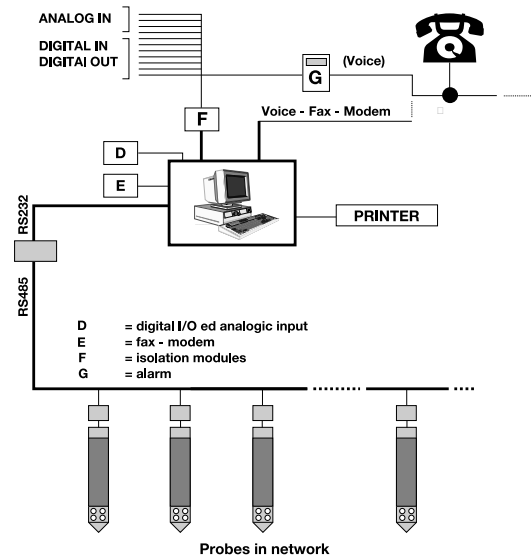 ANALOG IN
DIGITAL IN
DIGITAl OUT
G
(Voice)
F
Voice - Fax - Modem
D
E
PRINTER
RS232
RS485
D = digital I/O ed analogic input
E = fax - modem
F = isolation modules
G = alarm
Probes in network